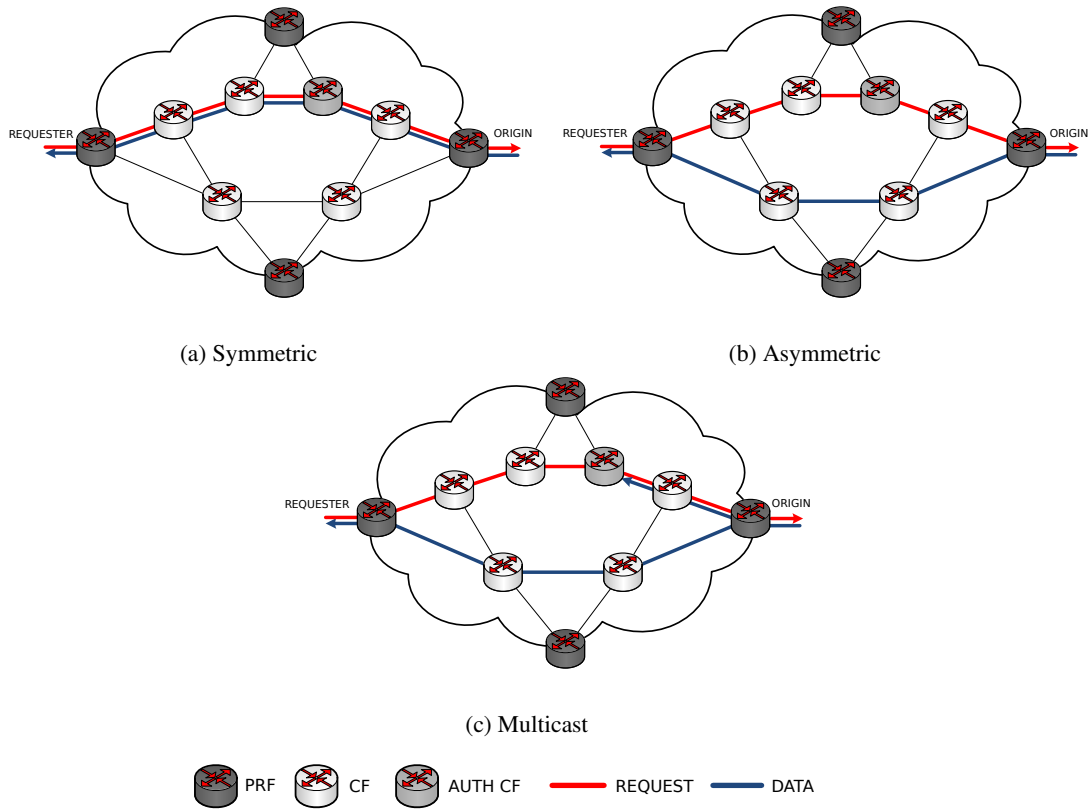 REQUESTER
ORIGIN
REQUESTER
ORIGIN
(a) Symmetric
(b) Asymmetric
REQUESTER
ORIGIN
(c) Multicast
PRF
CF
AUTH CF
REQUEST
DATA